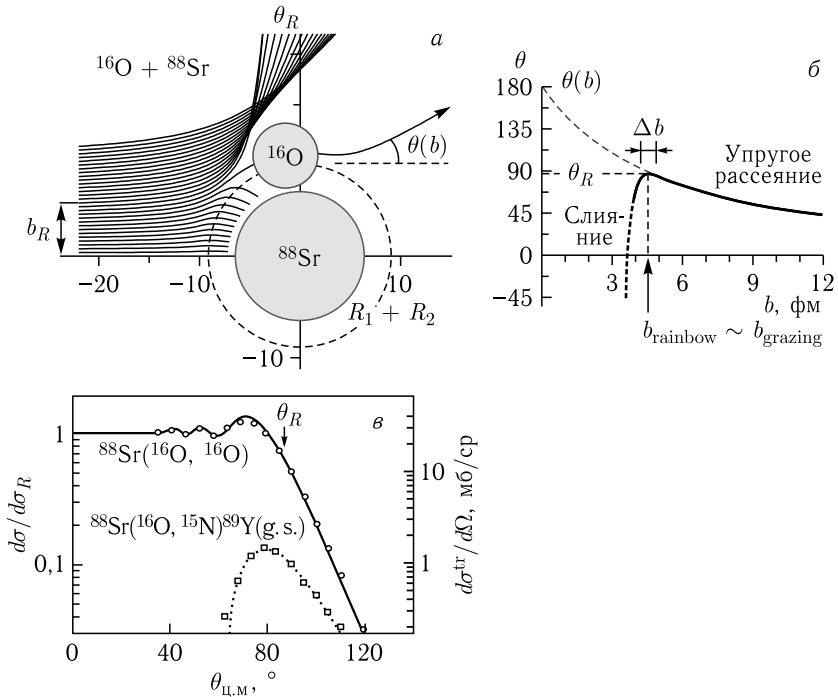 θ_R
а
¹⁶O + ⁸⁸Sr
¹⁶O
θ(b)
b_R
⁸⁸Sr
−20
−10
10
R₁ + R₂
−10
θ
б
180
θ(b)
135
Δb
Упругое
рассеяние
90
θ_R
45
Слия-
ние
0
3
6
9
12
−45
b, фм
b_rainbow ∼ b_grazing
в
θ_R
1
⁸⁸Sr(¹⁶O, ¹⁶O)
10
⁸⁸Sr(¹⁶O, ¹⁵N)⁸⁹Y(g.s.)
1
0,1
dσ/dσ_R
dσ^tr/dΩ, мб/ср
0
40
80
120
θ_ц.м, °